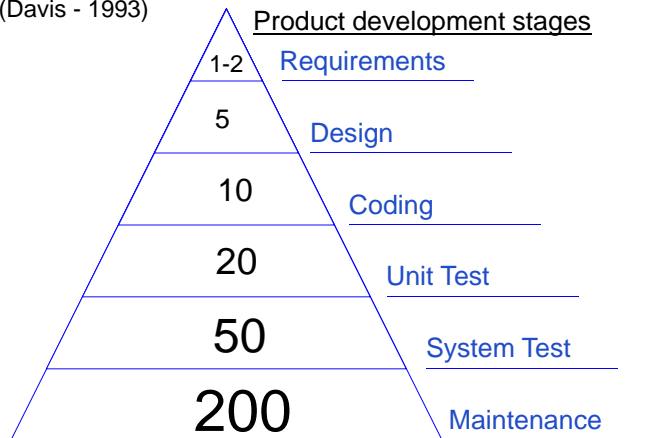 (Davis - 1993)
Product development stages
1-2 Requirements
5 Design
10 Coding
20 Unit Test
50 System Test
200 Maintenance